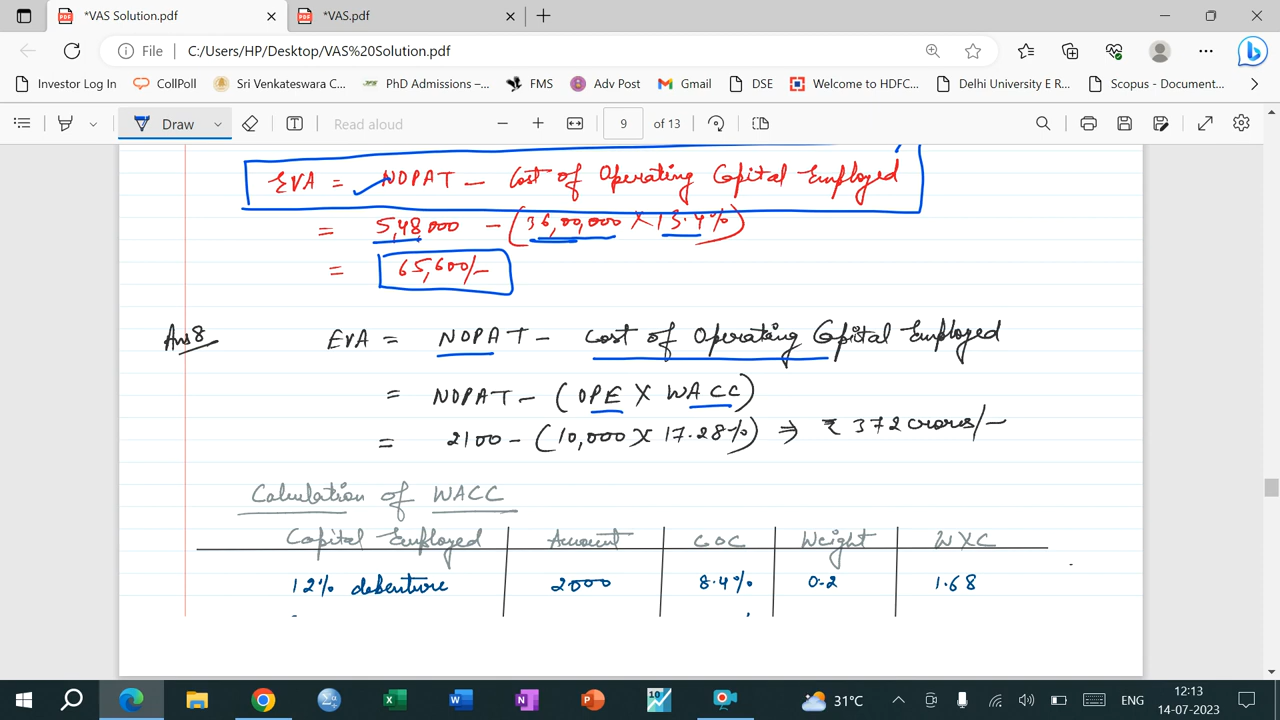 *VAS Solution.pdf
*VAS.pdf
File
C:/Users/HP/Desktop/VAS%20Solution.pdf
Investor Log In
CollPoll
Sri Venkateswara C...
PhD Admissions –...
FMS
Adv Post
Gmail
DSE
Welcome to HDFC...
Delhi University E R...
Scopus - Document...
Draw
Read aloud
9 of 13
EVA = NOPAT - Cost of Operating Capital Employed
= 5,48000 - (36,00,000 X 13.4%)
= 65,600/-
Ans8 EVA = NOPAT - Cost of Operating Capital Employed
= NOPAT - (OPE X WACC)
= 2100 - (10,000 X 17.28%) ⇒ ₹ 372 crores/-
Calculation of WACC
Capital Employed Amount COC Weight WXC
12% debenture 2000 8.4% 0.2 1.68
31°C
ENG
12:13
14-07-2023